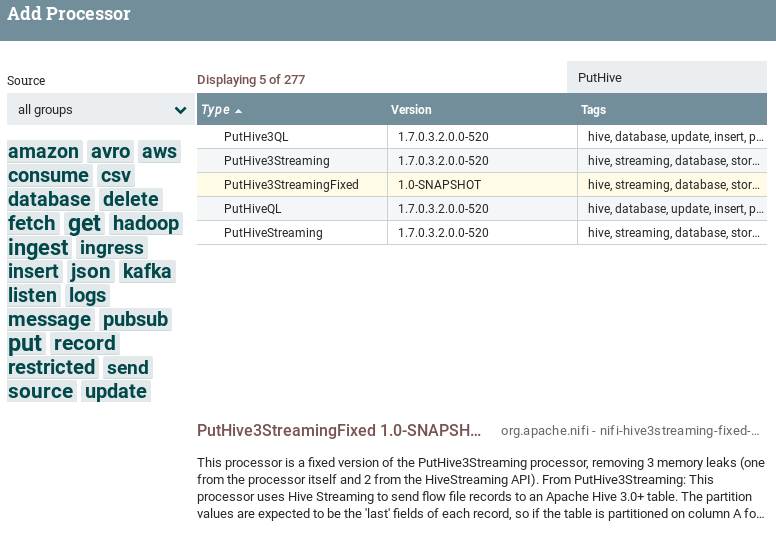 Add Processor
Source
Displaying 5 of 277
PutHive
all groups
Type Version Tags
PutHive3QL 1.7.0.3.2.0.0-520 hive, database, update, insert, p...
PutHive3Streaming 1.7.0.3.2.0.0-520 hive, streaming, database, stor...
PutHive3StreamingFixed 1.0-SNAPSHOT hive, streaming, database, stor...
PutHiveQL 1.7.0.3.2.0.0-520 hive, database, update, insert, p...
PutHiveStreaming 1.7.0.3.2.0.0-520 hive, streaming, database, stor...
amazon avro aws
consume csv
database delete
fetch get hadoop
ingest ingress
insert json kafka
listen logs
message pubsub
put record
restricted send
source update
PutHive3StreamingFixed 1.0-SNAPSH... org.apache.nifi - nifi-hive3streaming-fixed-...
This processor is a fixed version of the PutHive3Streaming processor, removing 3 memory leaks (one
from the processor itself and 2 from the HiveStreaming API). From PutHive3Streaming: This
processor uses Hive Streaming to send flow file records to an Apache Hive 3.0+ table. The partition
values are expected to be the 'last' fields of each record, so if the table is partitioned on column A fo...